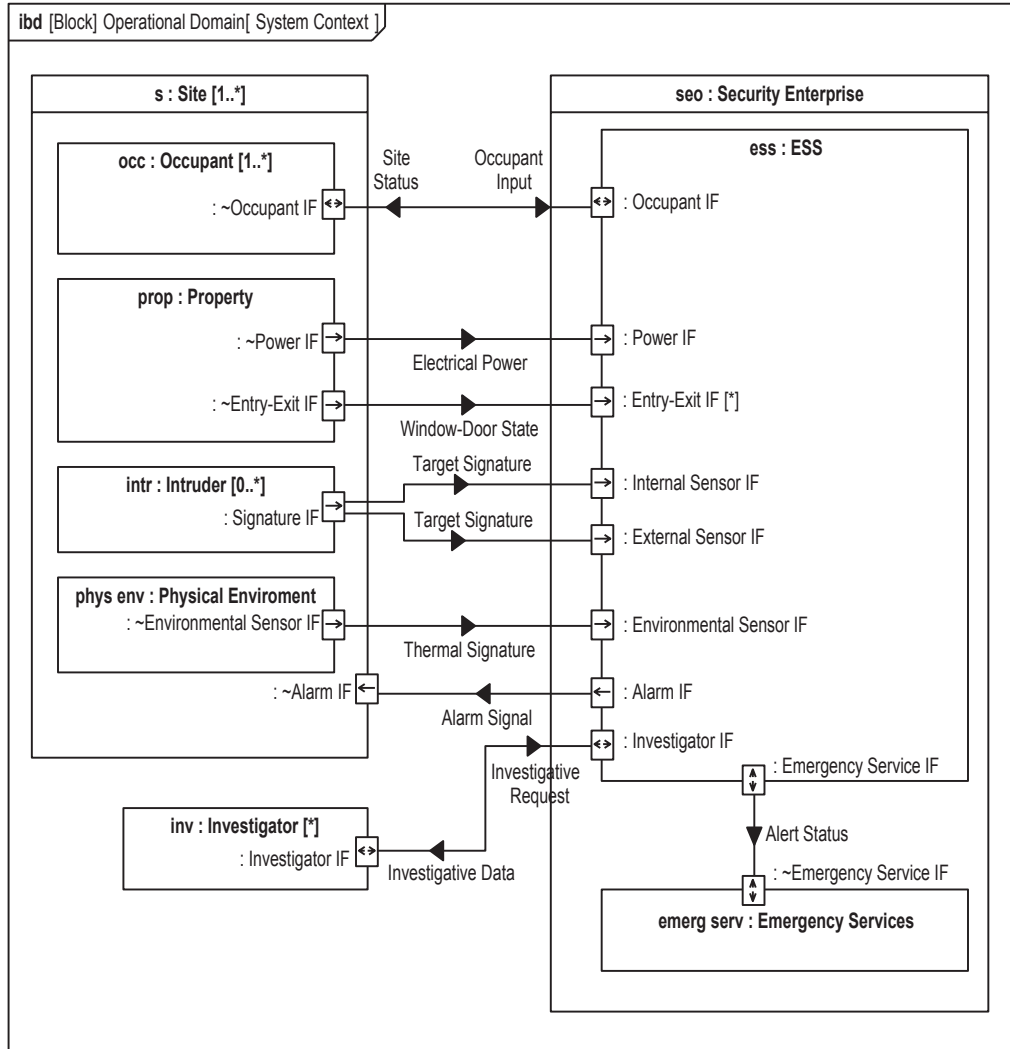 ibd [Block] Operational Domain[ System Context ]
s : Site [1..*]
occ : Occupant [1..*]
: ~Occupant IF
prop : Property
: ~Power IF
: ~Entry-Exit IF
intr : Intruder [0..*]
: Signature IF
phys env : Physical Enviroment
: ~Environmental Sensor IF
: ~Alarm IF
inv : Investigator [*]
: Investigator IF
Site
Status
Occupant
Input
Electrical Power
Window-Door State
Target Signature
Target Signature
Thermal Signature
Alarm Signal
Investigative
Request
Investigative Data
seo : Security Enterprise
ess : ESS
: Occupant IF
: Power IF
: Entry-Exit IF [*]
: Internal Sensor IF
: External Sensor IF
: Environmental Sensor IF
: Alarm IF
: Investigator IF
: Emergency Service IF
Alert Status
: ~Emergency Service IF
emerg serv : Emergency Services